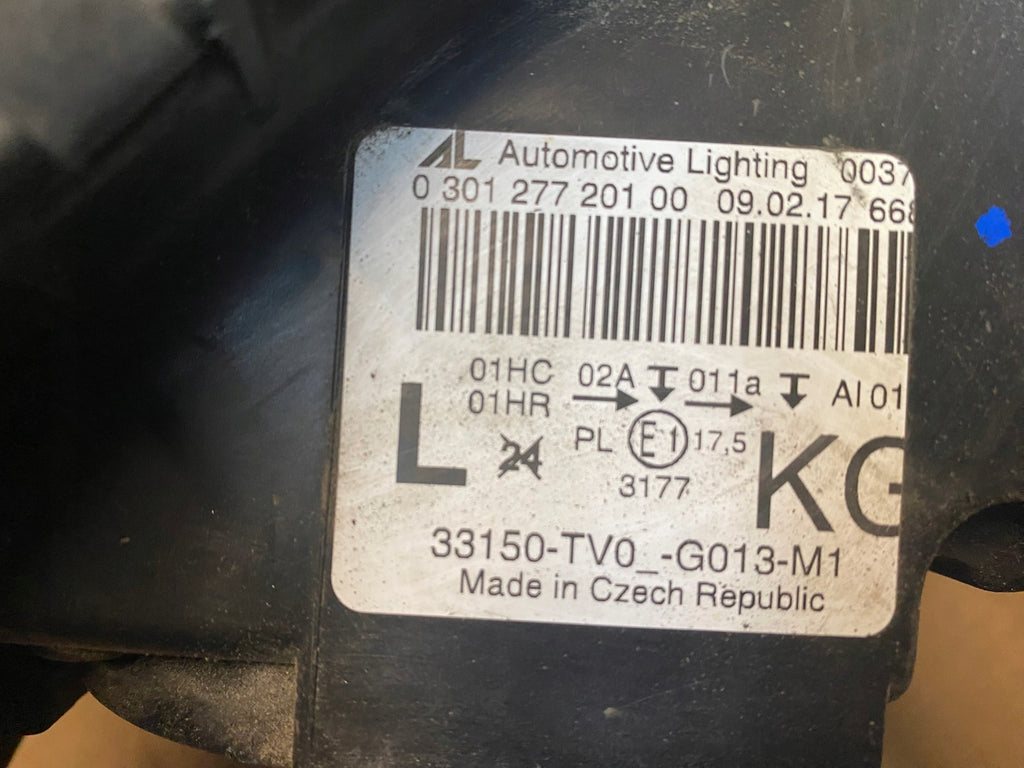 AL Automotive Lighting 0037
0 301 277 201 00 09.02.17 668
01HC 02A 011a AI 01
01HR
L 24 PL E1 17,5 KG
3177
33150-TV0_-G013-M1
Made in Czech Republic